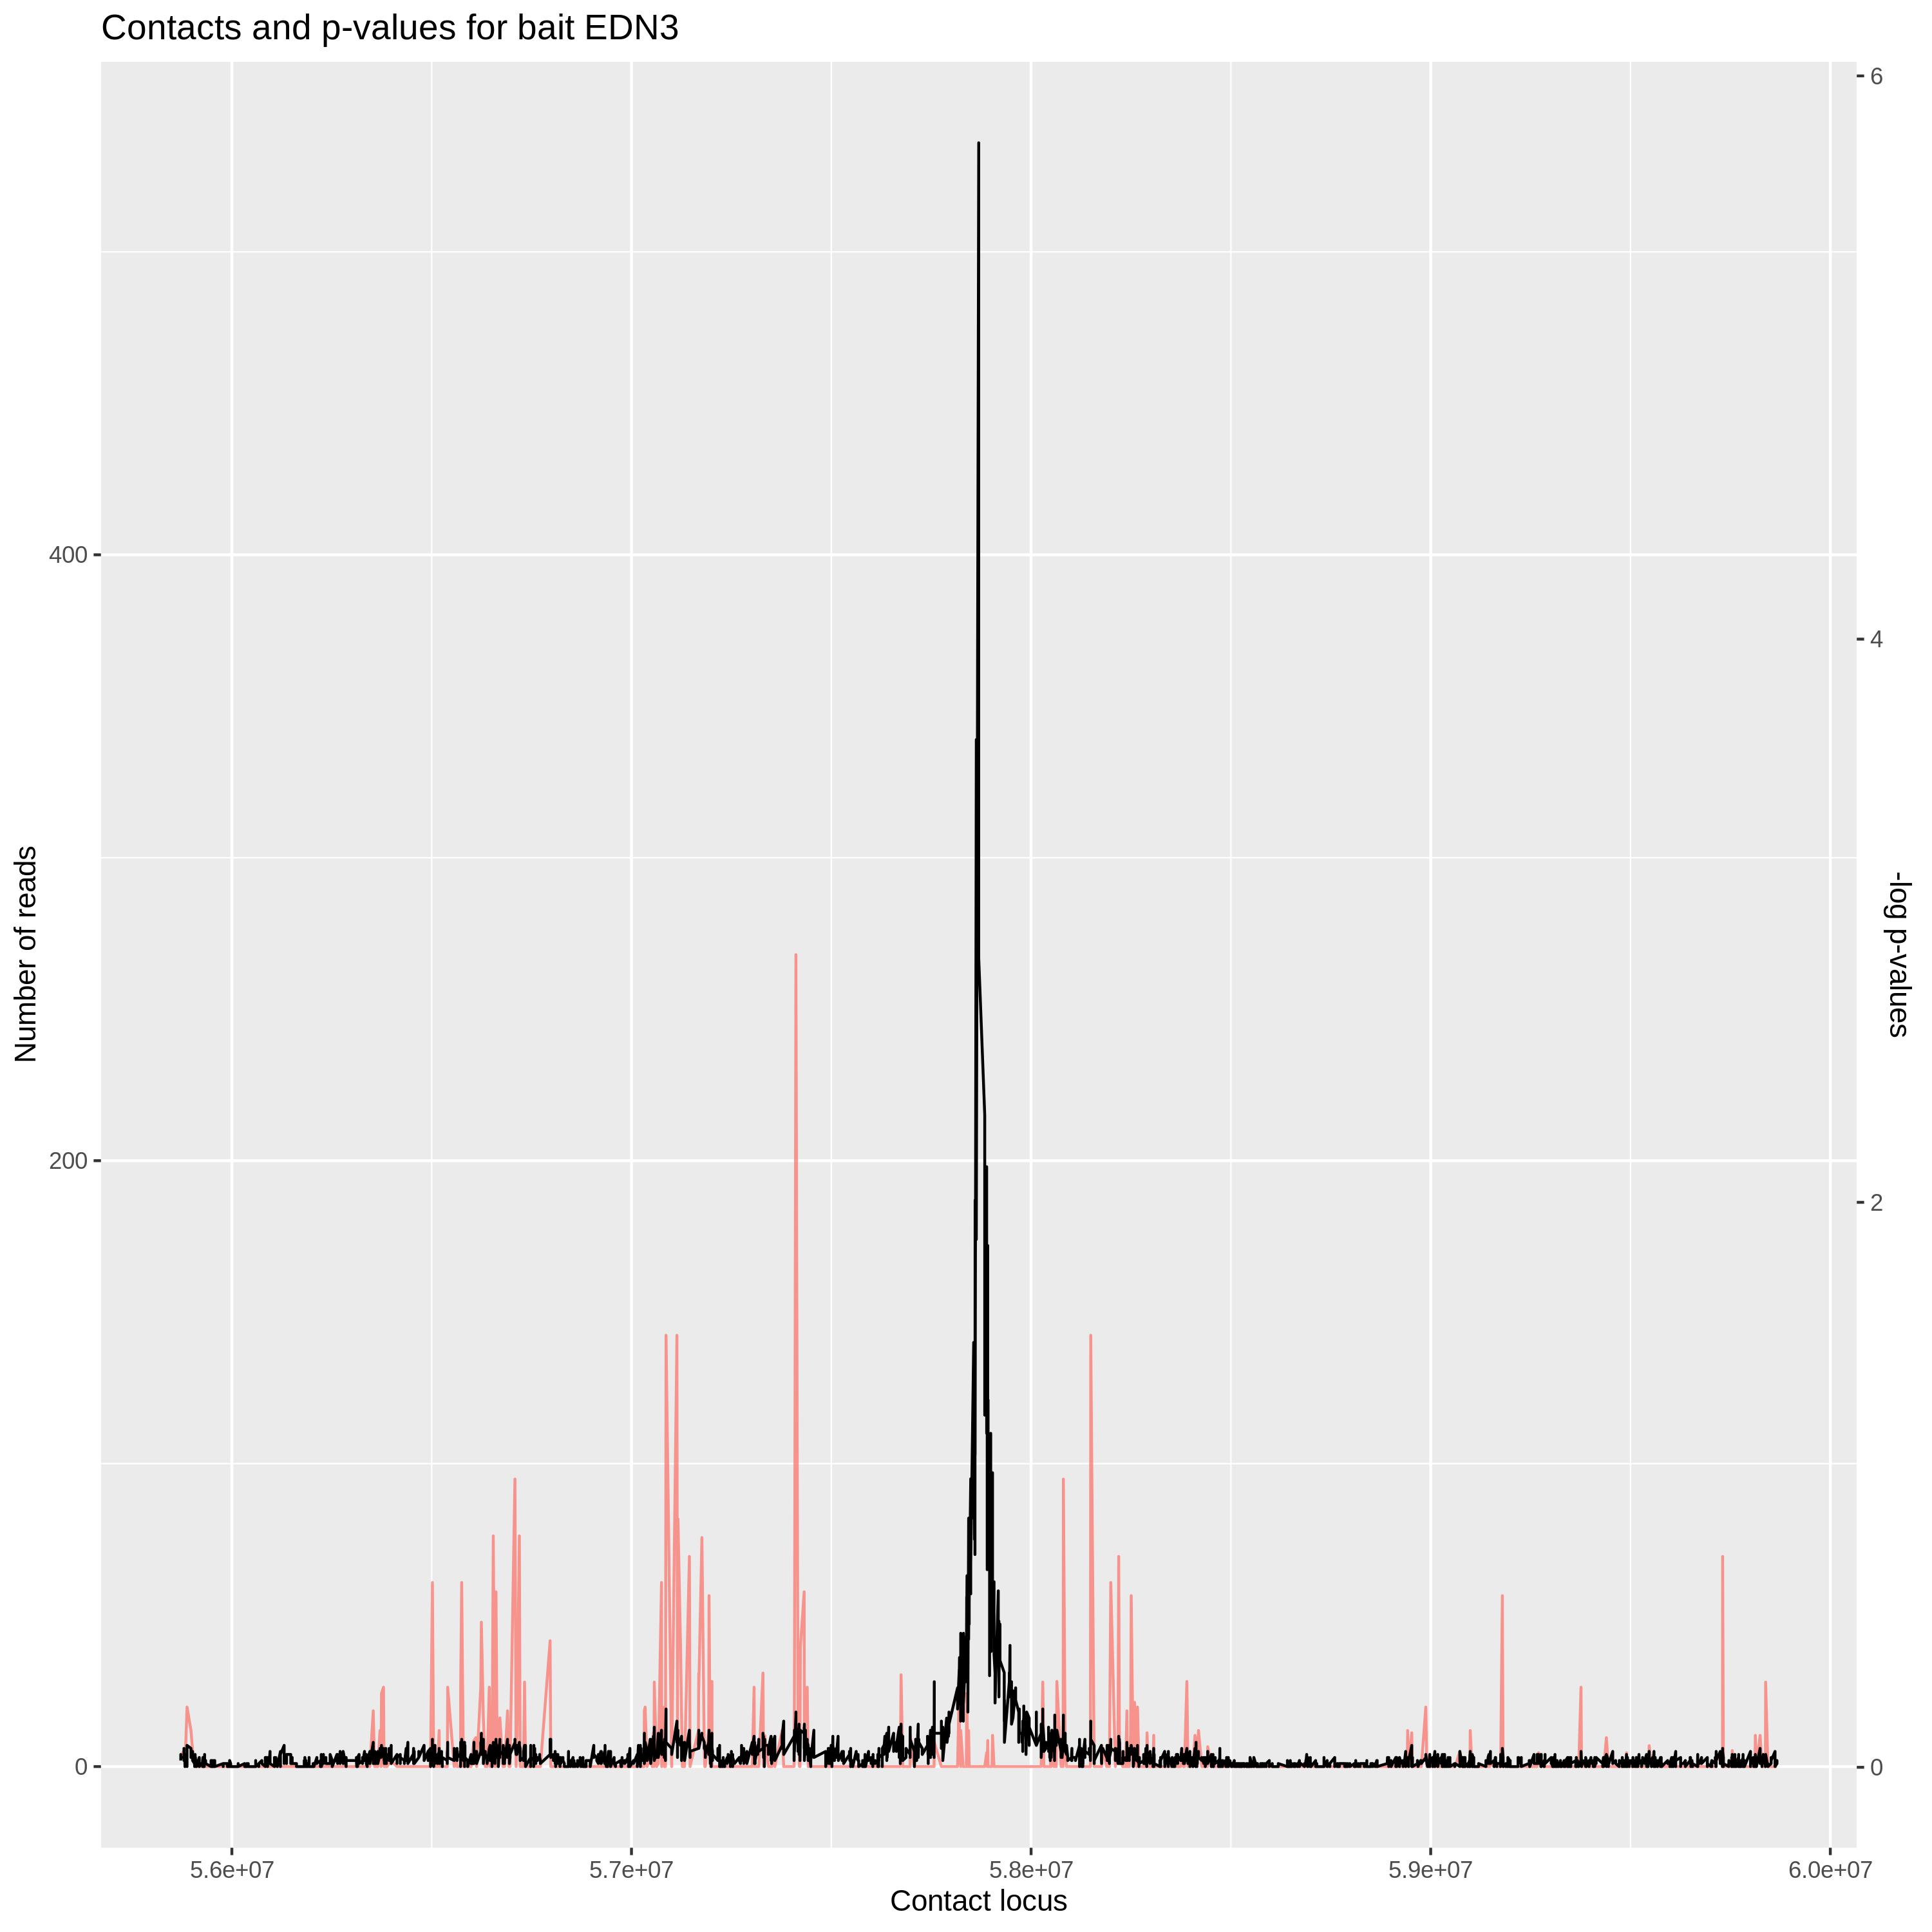 Contacts and p-values for bait EDN3
6
4
2
0
400
200
0
Number of reads
-log p-values
5.6e+07
5.7e+07
5.8e+07
5.9e+07
6.0e+07
Contact locus